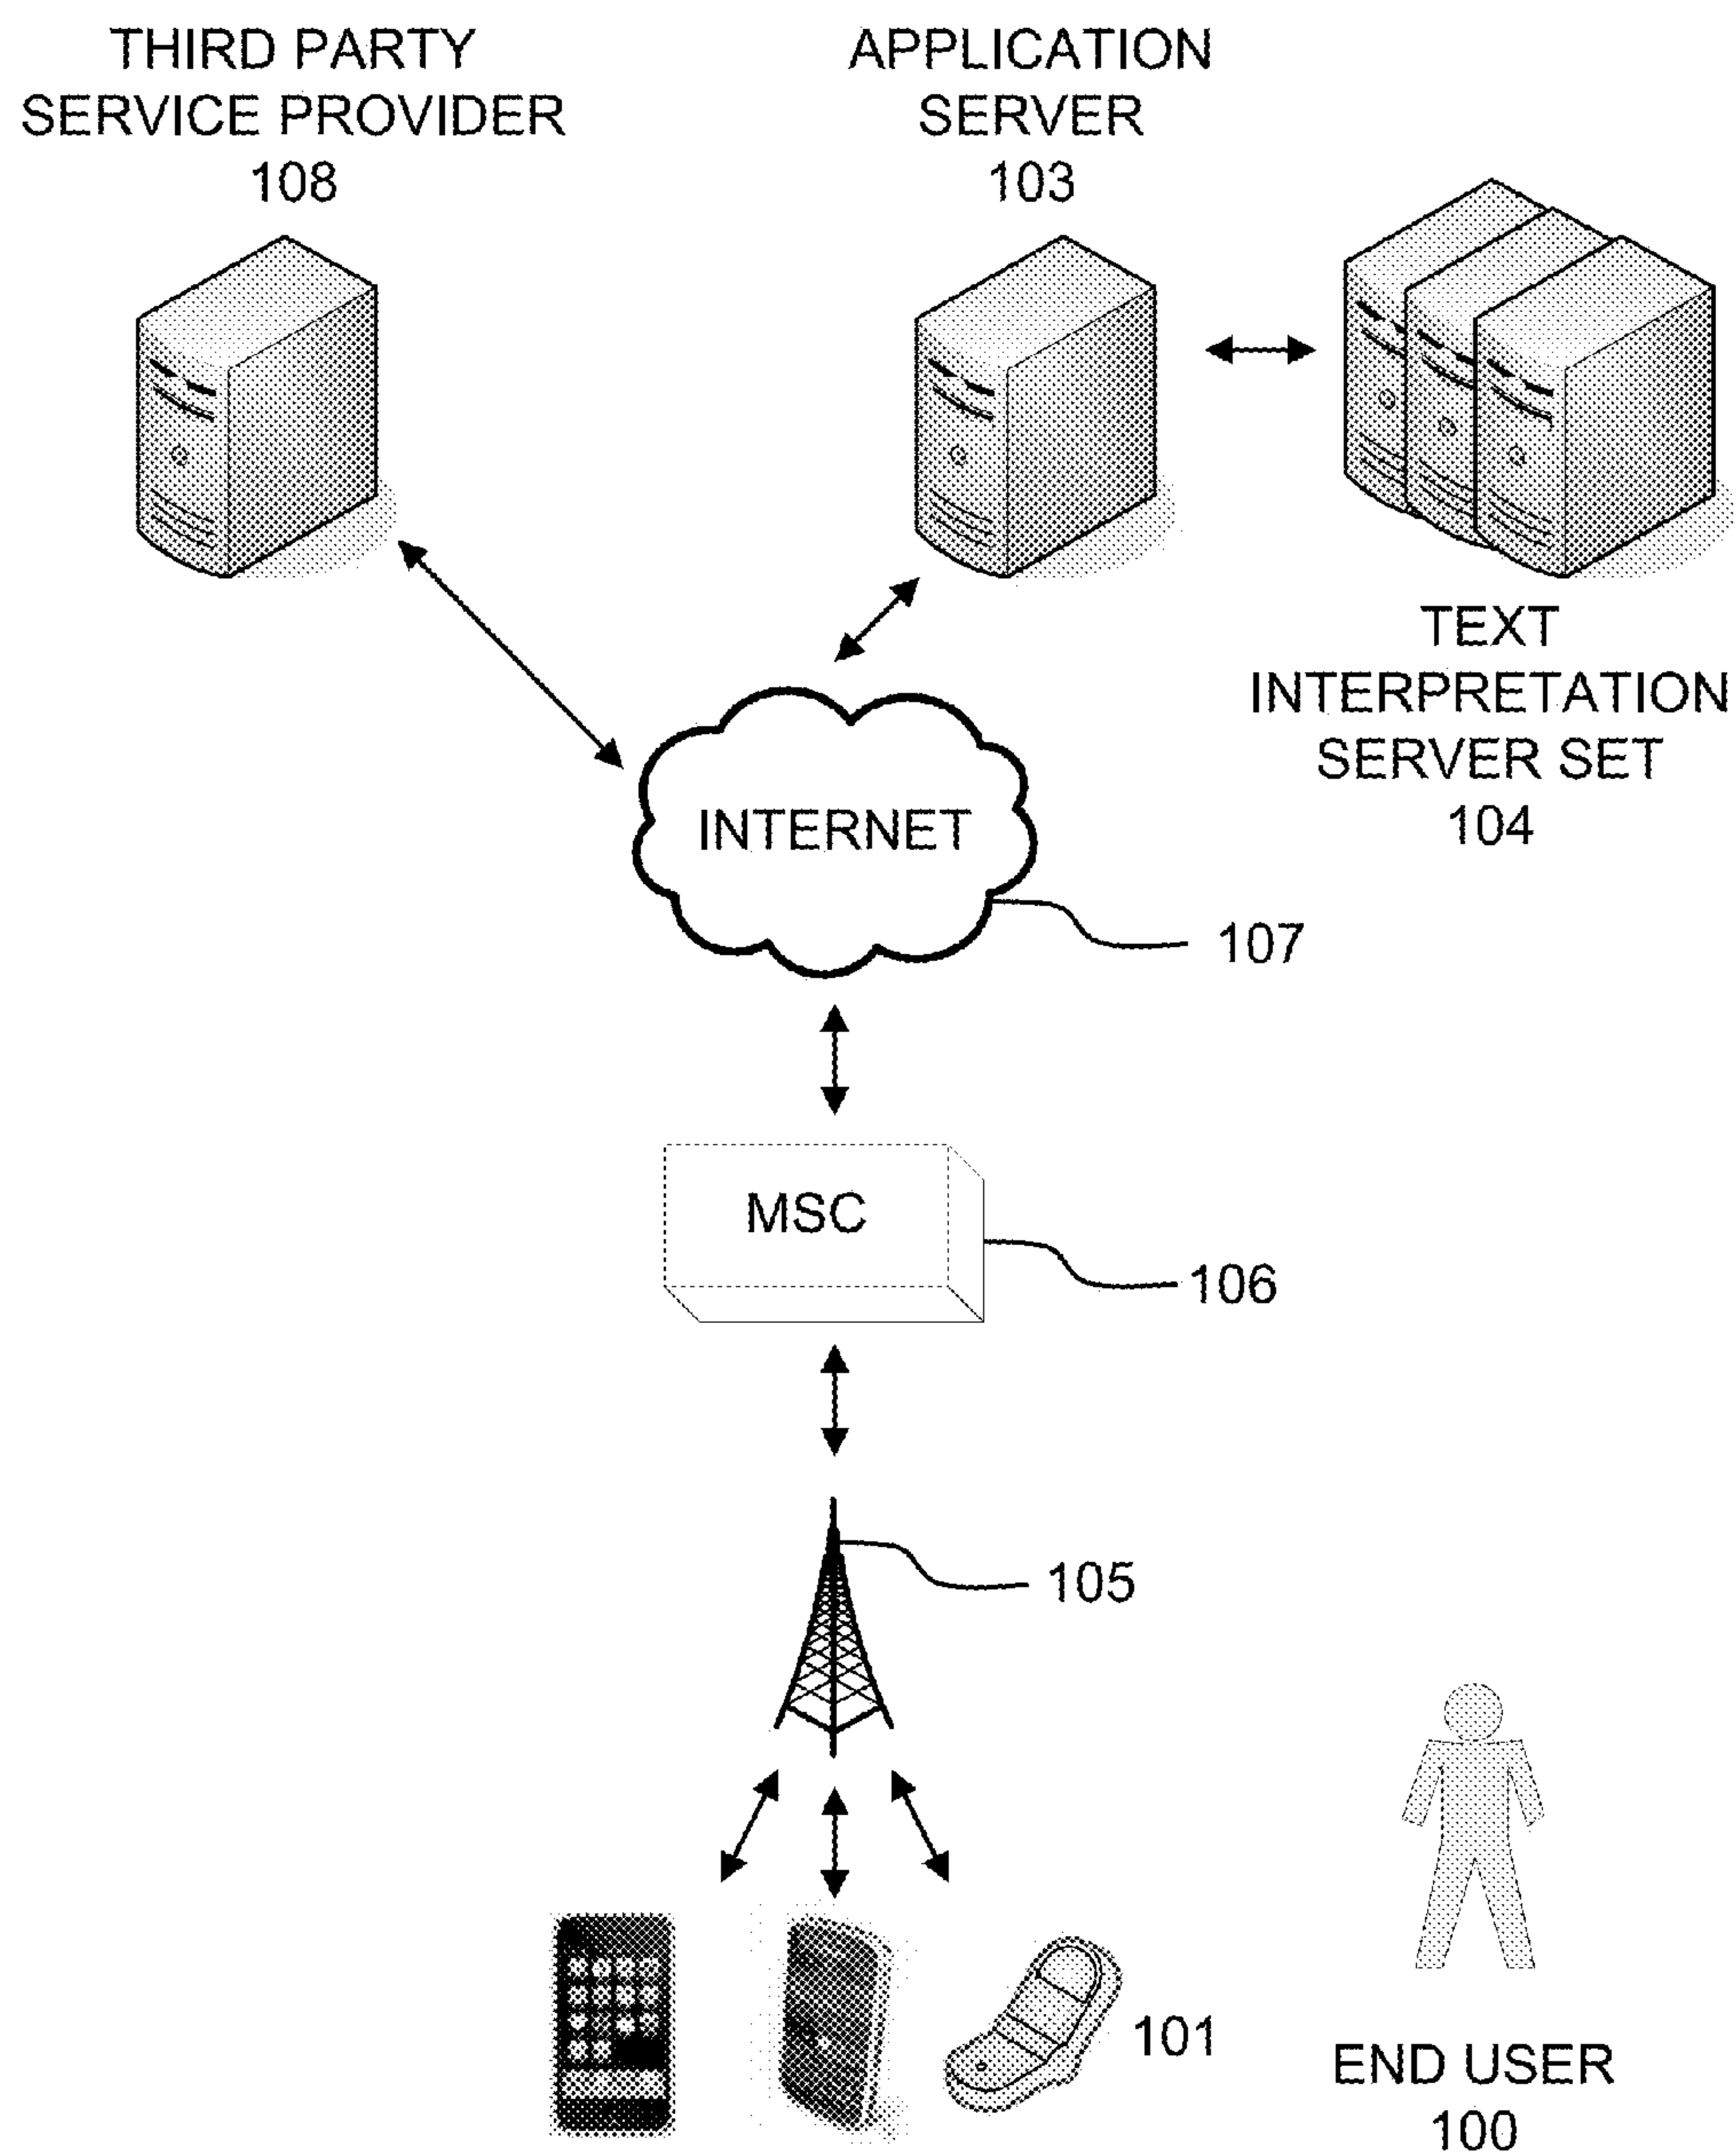 THIRD PARTY
SERVICE PROVIDER
108
APPLICATION
SERVER
103
TEXT
INTERPRETATION
SERVER SET
104
INTERNET
107
MSC
106
105
101
END USER
100